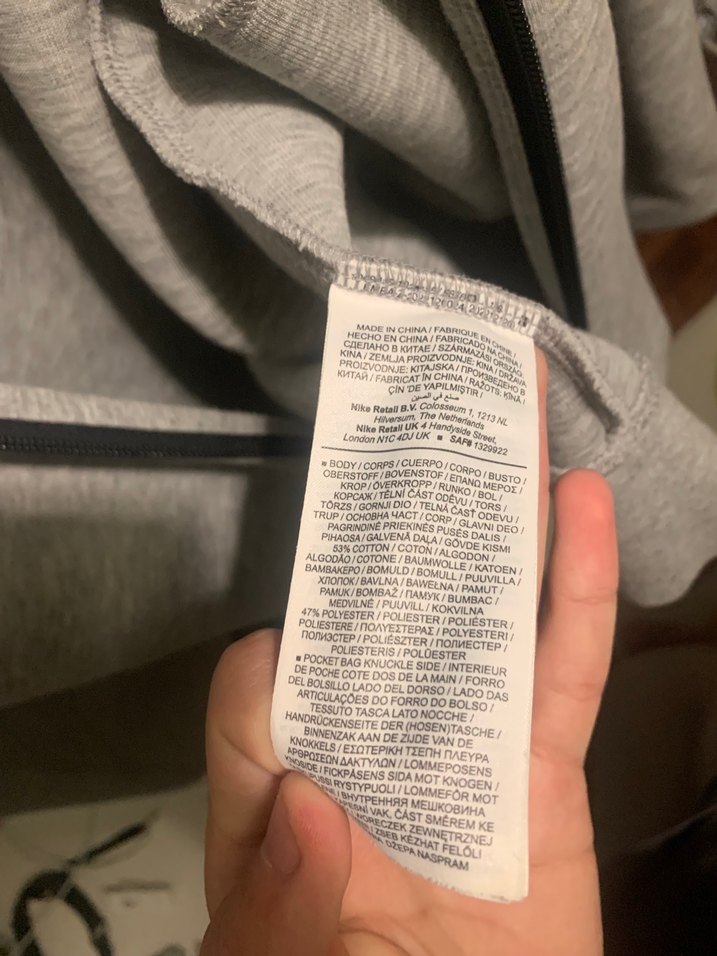 MADE IN CHINA / FABRIQUE EN CHINE /
HECHO EN CHINA / FABRICADO NA CHINA /
СДЕЛАНО В КИТАЕ / SZÁRMAZÁSI ORSZÁG
KINA / ZEMLJA PROIZVODNJE: KINA / DRŽAVA
PROIZVODNJE: KITAJSKA / ПРОИЗВЕДЕНО В
КИТАЙ / FABRICAT ÎN CHINA / RAŽOTS: ĶĪNĀ /
ÇİN 'DE YAPILMIŞTIR /
صنع في الصين
Nike Retail B.V. Colosseum 1, 1213 NL
Hilversum, The Netherlands
Nike Retail UK 4 Handyside Street,
London N1C 4DJ UK ■ SAF# 1329922
■ BODY / CORPS / CUERPO / CORPO / BUSTO /
OBERSTOFF / BOVENSTOF / ΕΠΑΝΩ ΜΕΡΟΣ /
KROP / ÖVERKROPP / RUNKO / BOL /
КОРСАЖ / TĚLNÍ ČÁST ODĚVU / TORS /
TÖRZS / GORNJI DIO / TELNÁ ČASŤ ODEVU /
TRUP / ОСНОВНА ЧАСТ / CORP / GLAVNI DEO /
PAGRINDINĖ PRIEKINĖS PUSĖS DALIS /
PIHAOSA / GALVENĀ DAĻA / GÖVDE KISMI
53% COTTON / COTON / ALGODON /
ALGODÃO / COTONE / BAUMWOLLE / KATOEN /
ΒΑΜΒΑΚΕΡΟ / BOMULD / BOMULL / PUUVILLA /
ХЛОПОК / BAVLNA / BAWEŁNA / PAMUT /
PAMUK / BOMBAŽ / ПАМУК / BUMBAC /
MEDVILNĖ / PUUVILL / KOKVILNA
47% POLYESTER / POLIESTER / POLIÉSTER /
POLIESTERE / ΠΟΛΥΕΣΤΕΡΑΣ / POLYESTERI /
ПОЛИЭСТЕР / POLIÉSZTER / ПОЛИЕСТЕР /
POLIESTERIS / POLÜESTER
■ POCKET BAG KNUCKLE SIDE / INTERIEUR
DE POCHE COTE DOS DE LA MAIN / FORRO
DEL BOLSILLO LADO DEL DORSO / LADO DAS
ARTICULAÇÕES DO FORRO DO BOLSO /
TESSUTO TASCA LATO NOCCHE /
HANDRÜCKENSEITE DER (HOSEN)TASCHE /
BINNENZAK AAN DE ZIJDE VAN DE
KNOKKELS / ΕΣΩΤΕΡΙΚΗ ΤΣΕΠΗ ΠΛΕΥΡΑ
ΑΡΘΡΩΣΕΩΝ ΔΑΚΤΥΛΩΝ / LOMMEPOSENS
KNOSIDE / FICKPÅSENS SIDA MOT KNOGEN /
RYSTYPUOLI / LOMMEFÔR MOT
/ ВНУТРЕННЯЯ МЕШКОВИНА
VAK, ČÁST SMĚREM KE
WORECZEK ZEWNĘTRZNEJ
/ ZSEB KÉZHÁT FELŐLI
DŽEPA NASPRAM